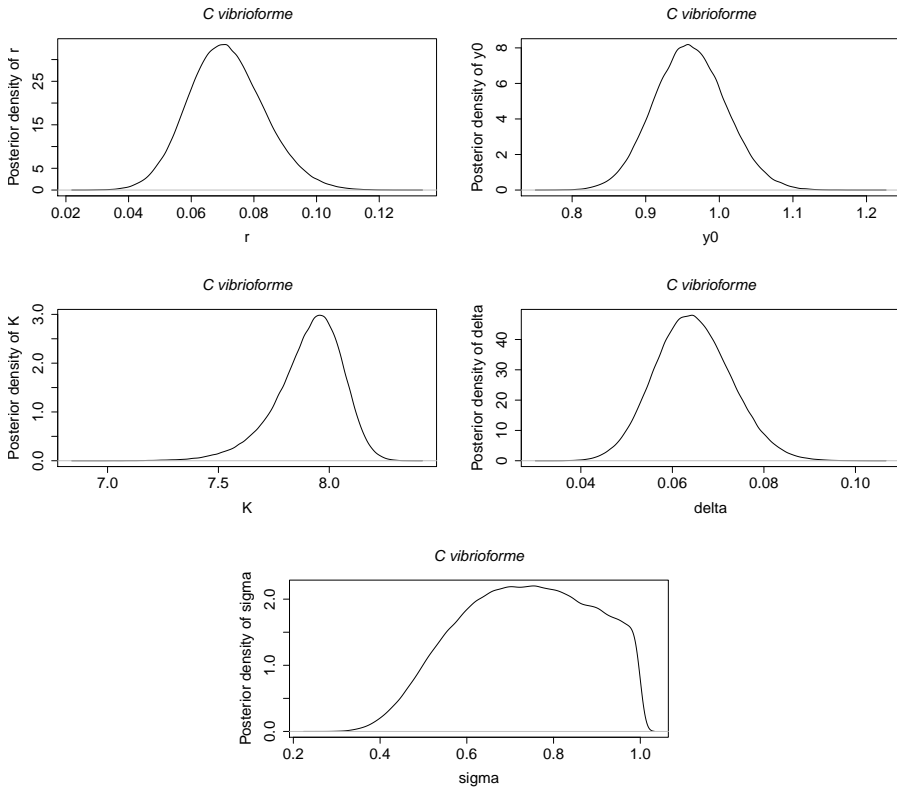 C vibrioforme
Posterior density of r
5 15 25
0
0.02 0.04 0.06 0.08 0.10 0.12
r
C vibrioforme
Posterior density of y0
0 2 4 6 8
0.8 0.9 1.0 1.1 1.2
y0
C vibrioforme
Posterior density of K
0.0 1.0 2.0 3.0
7.0 7.5 8.0
K
C vibrioforme
Posterior density of delta
0 10 20 30 40
0.04 0.06 0.08 0.10
delta
C vibrioforme
Posterior density of sigma
0.0 1.0 2.0
0.2 0.4 0.6 0.8 1.0
sigma